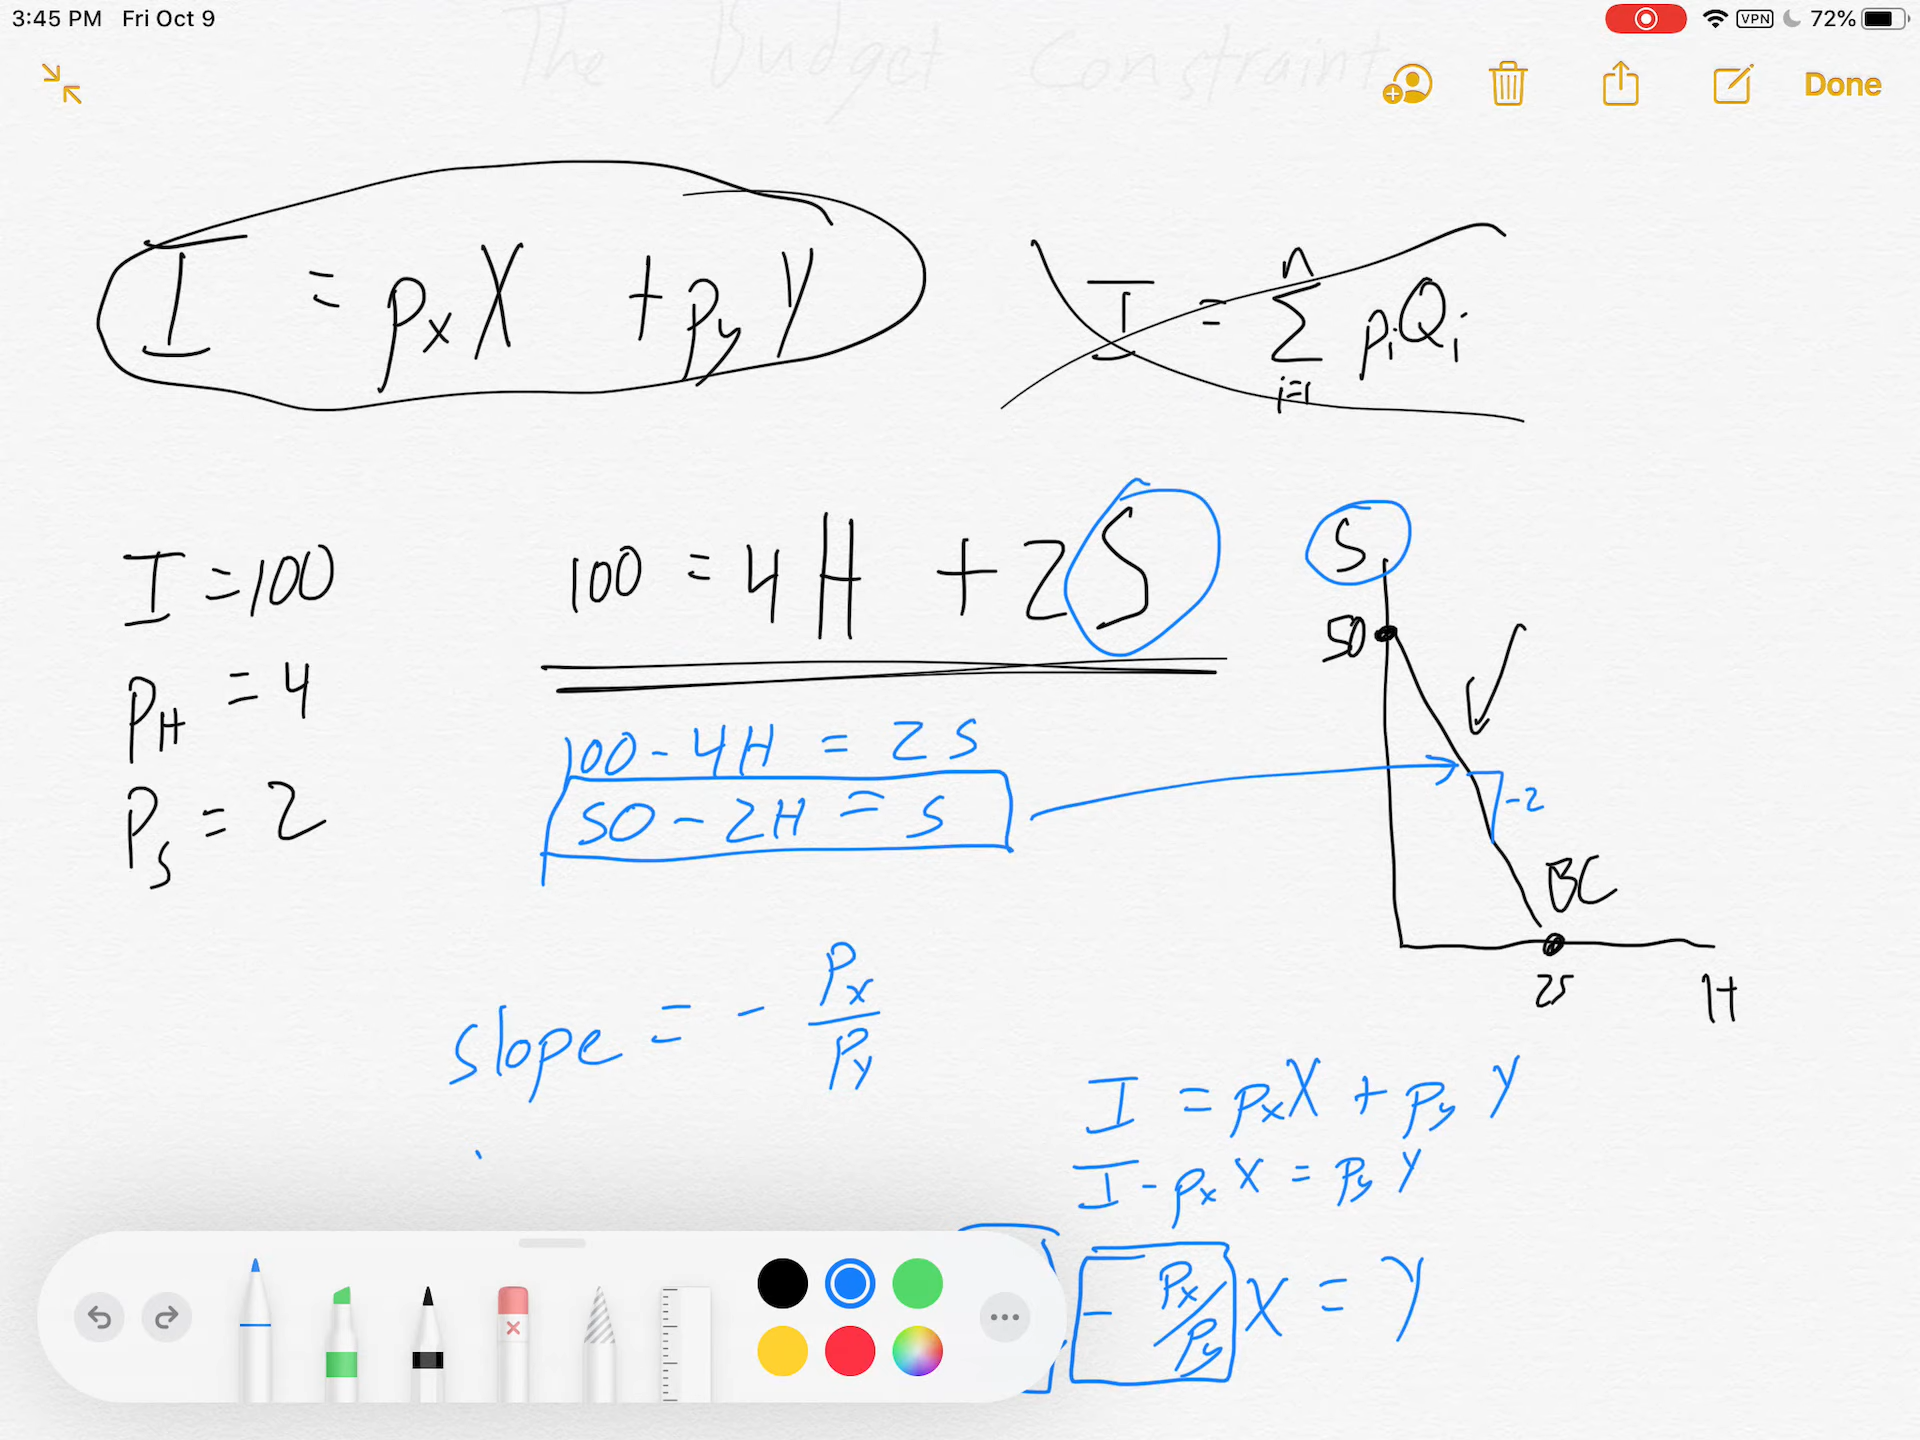 3:45 PM Fri Oct 9
VPN 72%
The Budget Constraint
Done
I = pxX + pyY
I = n∑i=1 piQi
I = 100
100 = 4H + 2S
S
50
pH = 4
100 - 4H = 2S
50 - 2H = S
-2
Ps = 2
BC
25
H
slope = - Px/Py
I = pxX + pyY
I - pxX = pyY
- Px/Py X = Y